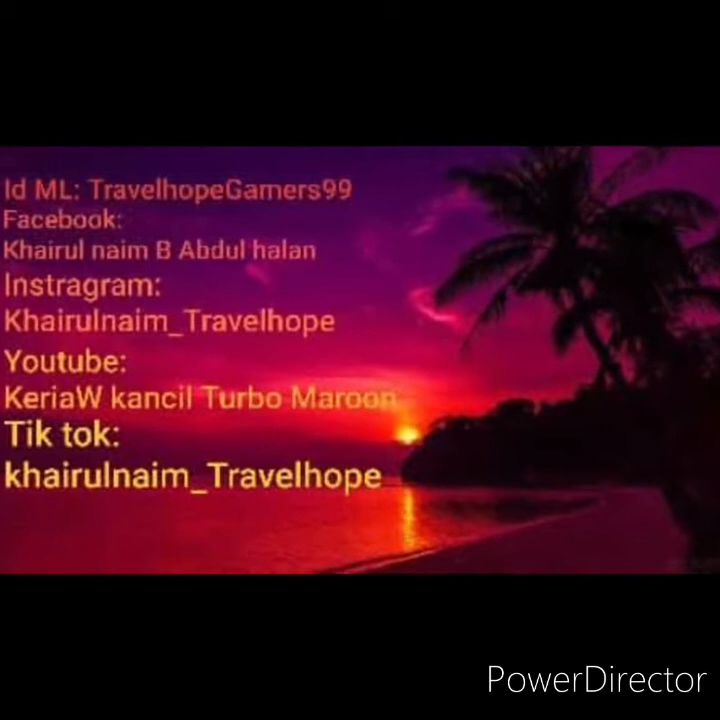 Id ML: TravelhopeGamers99
Facebook:
Khairul naim B Abdul halan
Instragram:
Khairulnaim_Travelhope
Youtube:
KeriaW kancil Turbo Maroon
Tik tok:
khairulnaim_Travelhope
PowerDirector